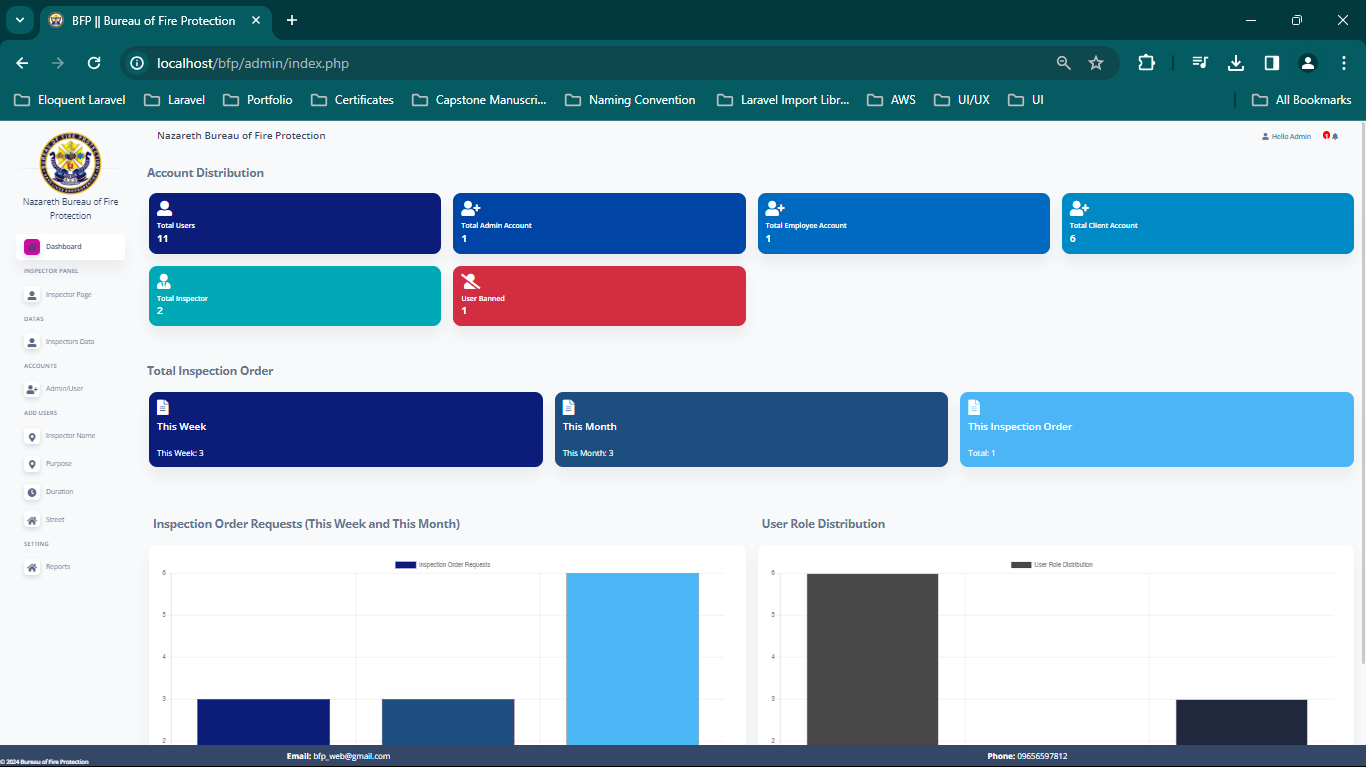 BFP || Bureau of Fire Protection
localhost/bfp/admin/index.php
Eloquent Laravel Laravel Portfolio Certificates Capstone Manuscri... Naming Convention Laravel Import Libr... AWS UI/UX UI All Bookmarks
Nazareth Bureau of Fire Protection
Hello Admin
Nazareth Bureau of Fire
Protection
Dashboard
INSPECTOR PANEL
Inspector Page
DATAS
Inspectors Data
ACCOUNTS
Admin/User
ADD USERS
Inspector Name
Purpose
Duration
Street
SETTING
Reports
Account Distribution
Total Users
11
Total Admin Account
1
Total Employee Account
1
Total Client Account
6
Total Inspector
2
User Banned
1
Total Inspection Order
This Week
This Week: 3
This Month
This Month: 3
This Inspection Order
Total: 1
Inspection Order Requests (This Week and This Month)
Inspection Order Requests
6
5
4
3
2
User Role Distribution
User Role Distribution
6
5
4
3
2
Email: bfp_web@gmail.com
Phone: 09656597812
© 2024 Bureau of Fire Protection